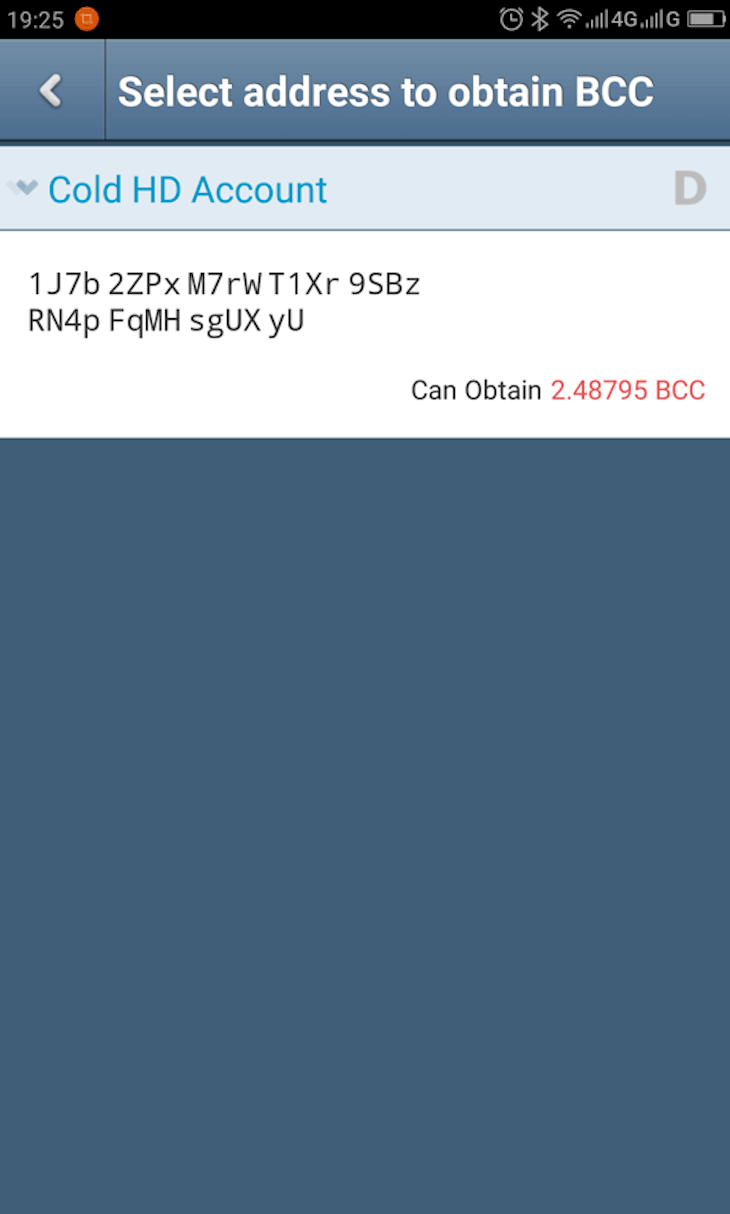 19:25 4G G
Select address to obtain BCC
Cold HD Account D
1J7b 2ZPx M7rW T1Xr 9SBz
RN4p FqMH sgUX yU
Can Obtain 2.48795 BCC